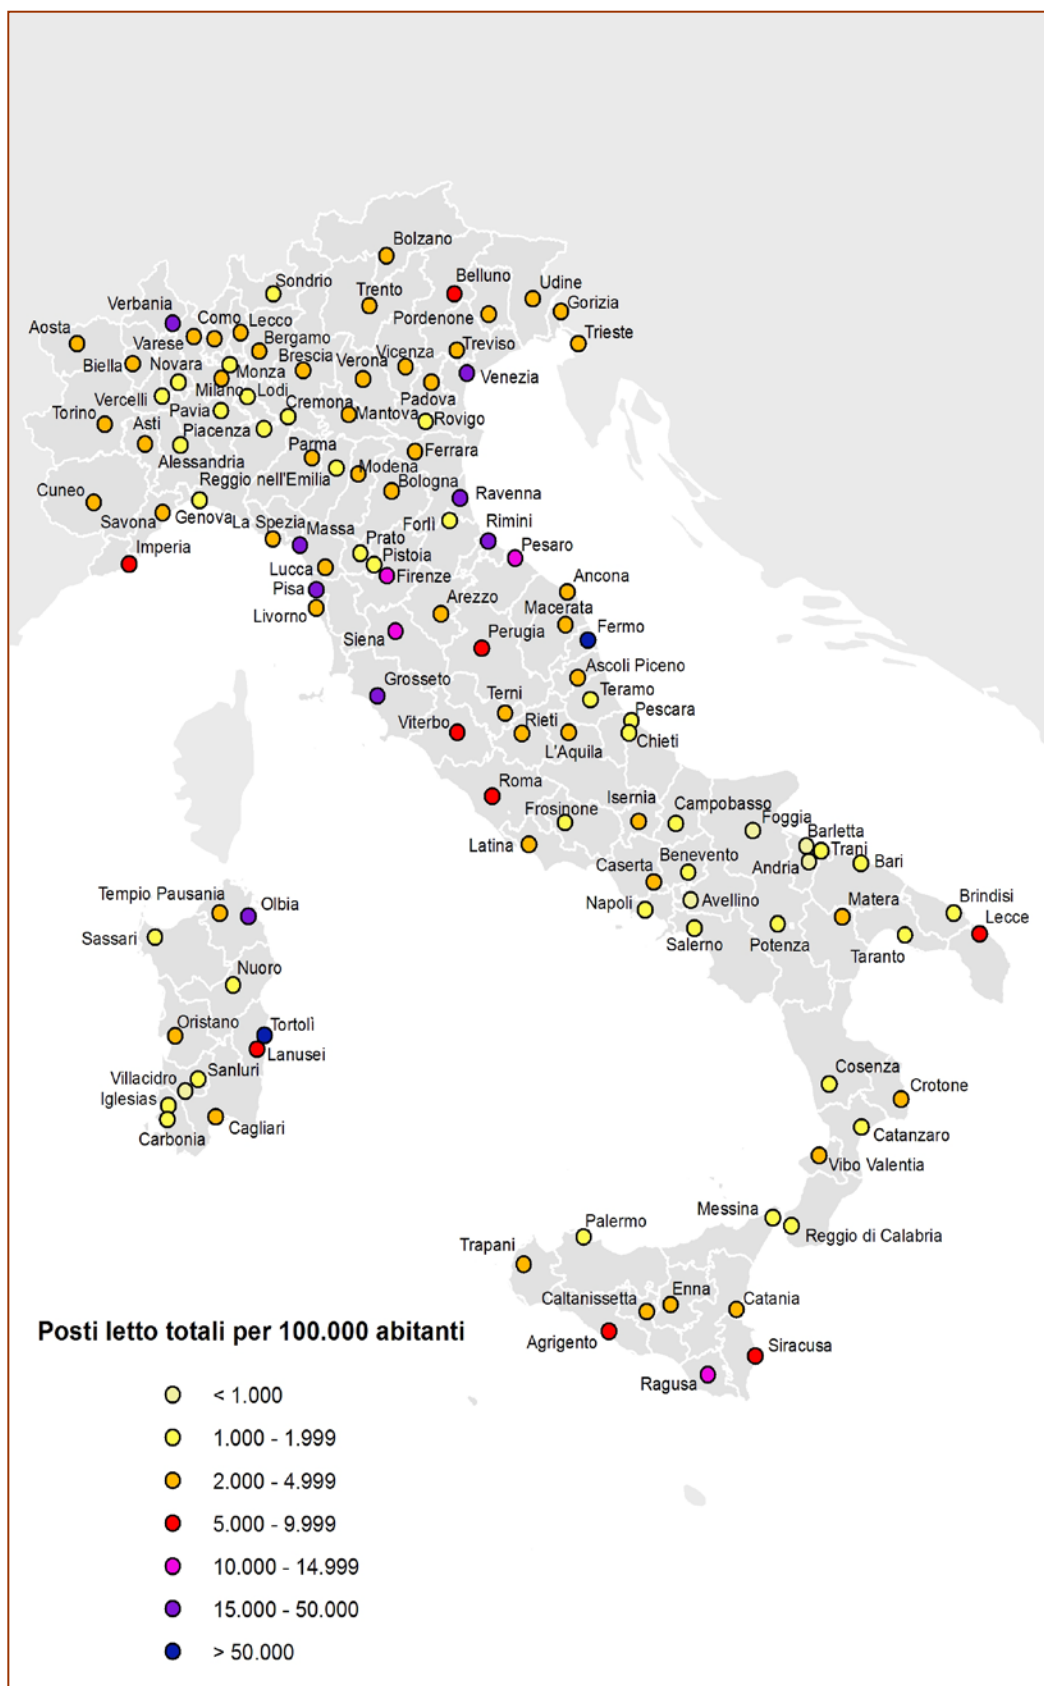 Bolzano
Sondrio
Trento
Belluno
Udine
Gorizia
Pordenone
Verbania
Como
Lecco
Trieste
Aosta
Varese
Bergamo
Treviso
Biella
Brescia
Verona
Vicenza
Novara
Monza
Venezia
Vercelli
Milano
Lodi
Padova
Torino
Pavia
Cremona
Mantova
Rovigo
Asti
Piacenza
Parma
Ferrara
Alessandria
Modena
Reggio nell'Emilia
Bologna
Cuneo
Ravenna
Savona
Genova
La Spezia
Massa
Forlì
Rimini
Prato
Imperia
Pistoia
Pesaro
Lucca
Firenze
Pisa
Arezzo
Ancona
Livorno
Macerata
Siena
Perugia
Fermo
Ascoli Piceno
Grosseto
Terni
Teramo
Viterbo
Rieti
Pescara
L'Aquila
Chieti
Roma
Isernia
Campobasso
Frosinone
Foggia
Barletta
Latina
Trani
Caserta
Benevento
Andria
Bari
Tempio Pausania
Olbia
Napoli
Avellino
Matera
Brindisi
Lecce
Sassari
Salerno
Potenza
Taranto
Nuoro
Oristano
Tortolì
Lanusei
Villacidro
Sanluri
Iglesias
Cosenza
Crotone
Carbonia
Cagliari
Catanzaro
Vibo Valentia
Messina
Palermo
Reggio di Calabria
Trapani
Caltanissetta
Enna
Catania
Agrigento
Siracusa
Ragusa
Posti letto totali per 100.000 abitanti
< 1.000
1.000 - 1.999
2.000 - 4.999
5.000 - 9.999
10.000 - 14.999
15.000 - 50.000
> 50.000